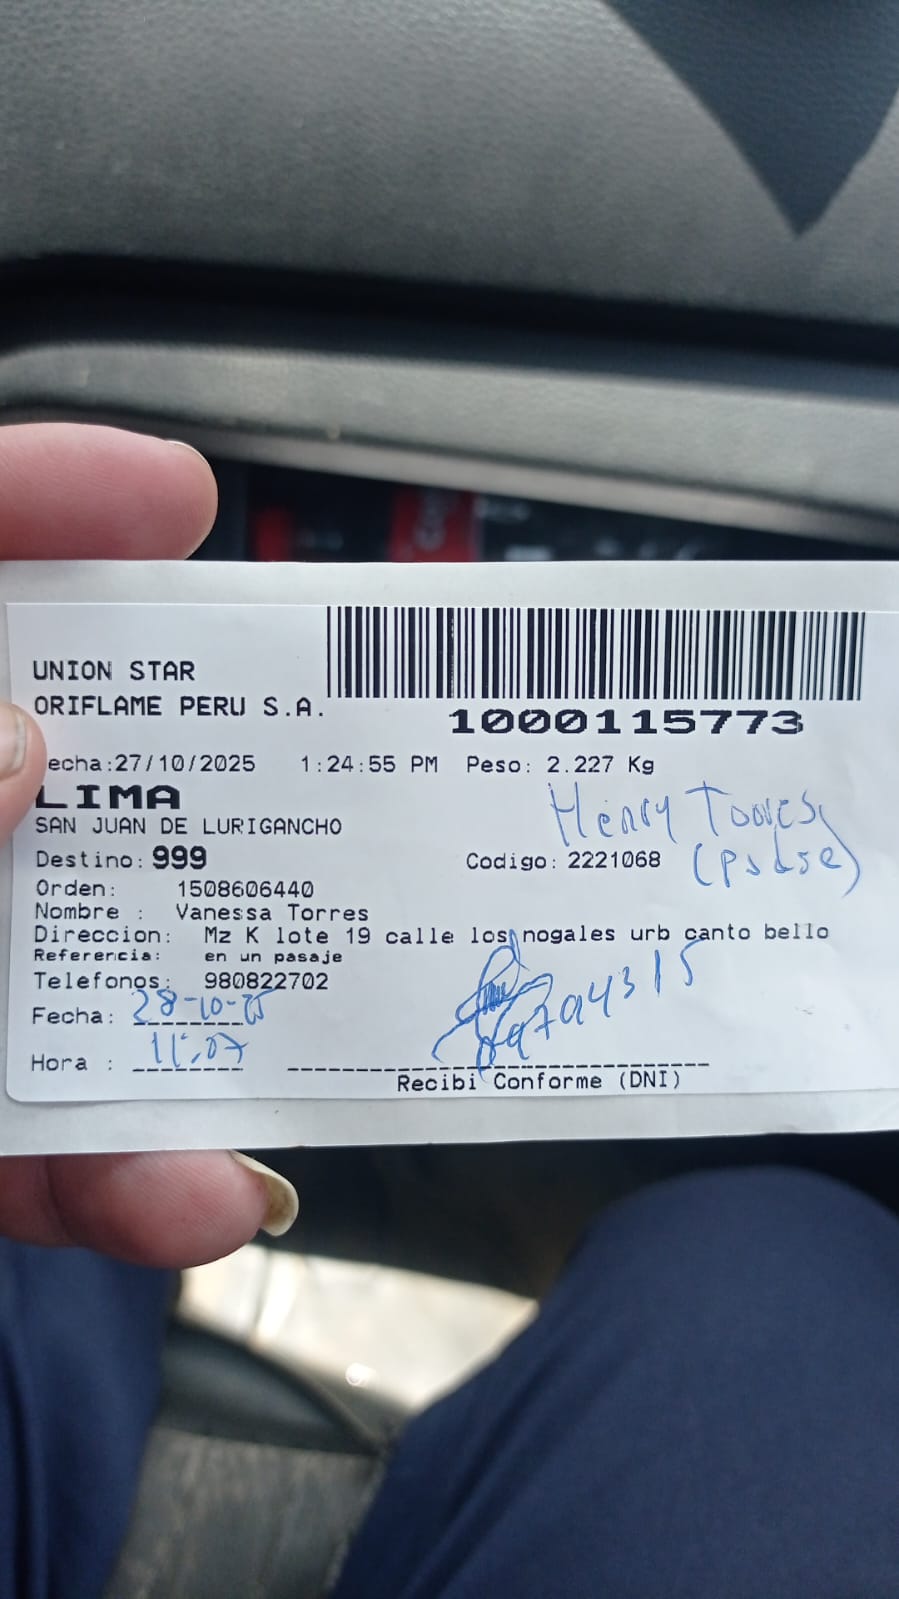 UNION STAR
ORIFLAME PERU S.A.
1000115773
echa:27/10/2025 1:24:55 PM Peso: 2.227 Kg
LIMA
Henry Torres
SAN JUAN DE LURIGANCHO
Destino: 999 Codigo: 2221068
Orden: 1508606440
Nombre : Vanessa Torres
Direccion: Mz K lote 19 calle los nogales urb canto bello
Referencia: en un pasaje
Telefonos: 980822702
Fecha: 28-10-25
Hora : 11:07
Recibi Conforme (DNI)